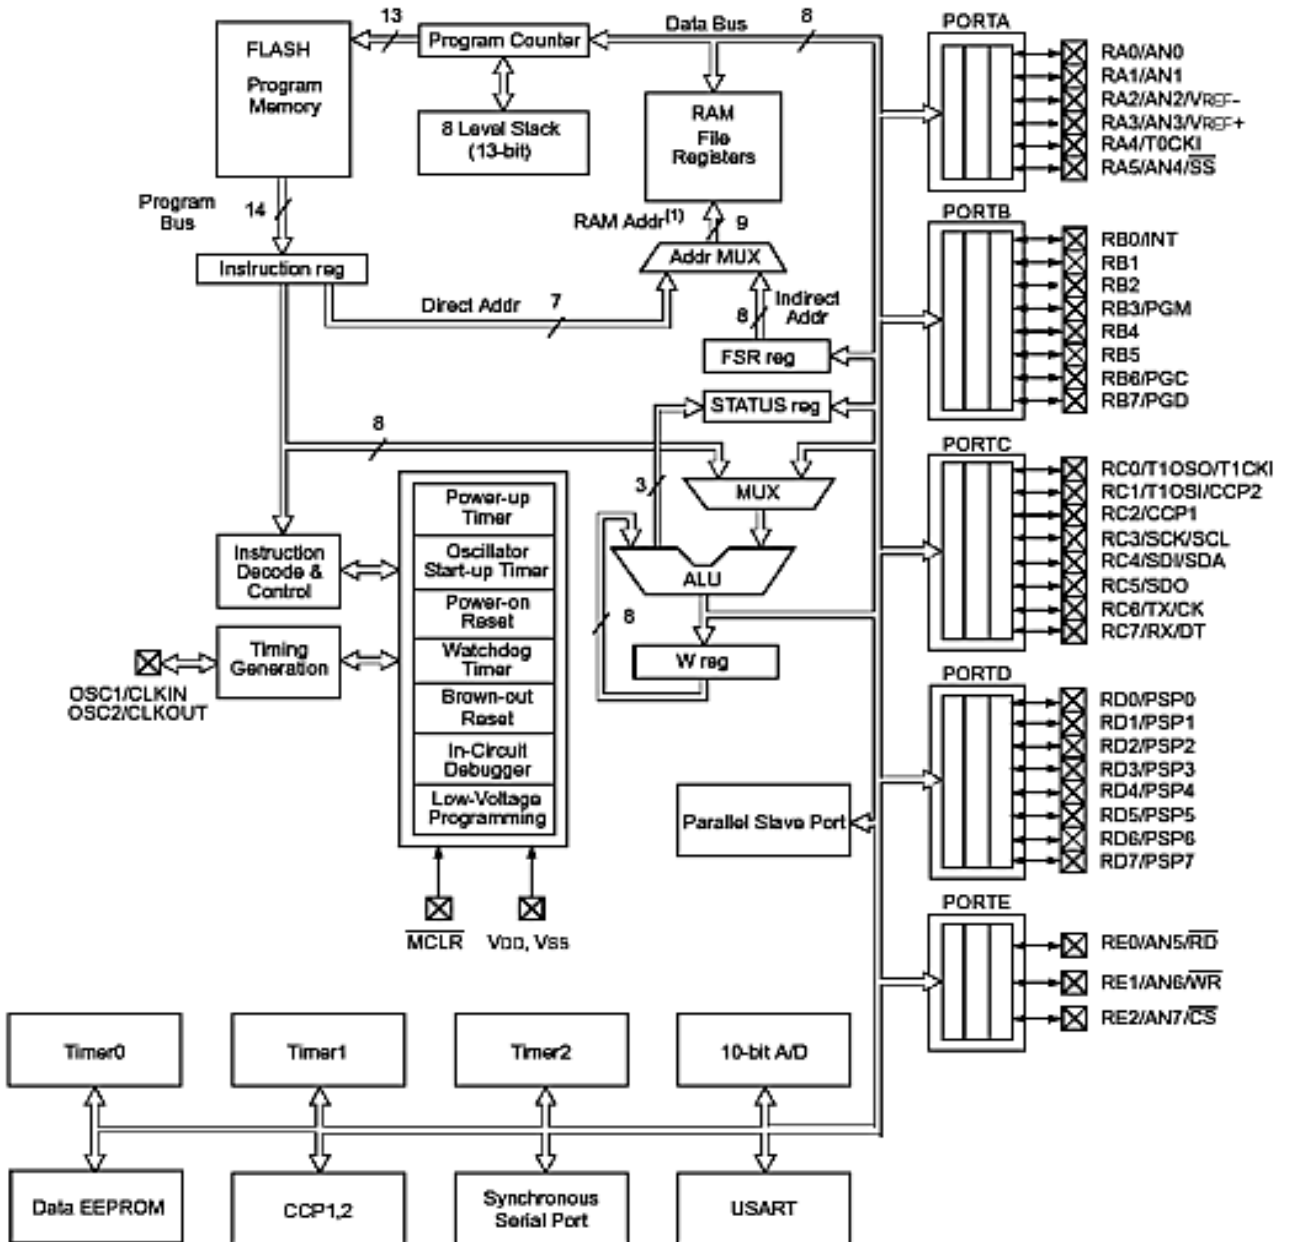 13
Data Bus
8
PORTA
FLASH
Program
Memory
Program Counter
8 Level Stack
(13-bit)
RAM
File
Registers
RA0/AN0
RA1/AN1
RA2/AN2/VREF-
RA3/AN3/VREF+
RA4/T0CKI
RA5/AN4/SS
Program
Bus
14
RAM Addr(1)
9
PORTB
Addr MUX
Instruction reg
Direct Addr
7
8
Indirect
Addr
FSR reg
RB0/INT
RB1
RB2
RB3/PGM
RB4
RB5
RB6/PGC
RB7/PGD
STATUS reg
8
3
MUX
PORTC
RC0/T1OSO/T1CKI
RC1/T1OSI/CCP2
RC2/CCP1
RC3/SCK/SCL
RC4/SDI/SDA
RC5/SDO
RC6/TX/CK
RC7/RX/DT
Power-up
Timer
Oscillator
Start-up Timer
Power-on
Reset
Watchdog
Timer
Brown-out
Reset
In-Circuit
Debugger
Low-Voltage
Programming
Instruction
Decode &
Control
Timing
Generation
OSC1/CLKIN
OSC2/CLKOUT
ALU
8
W reg
PORTD
RD0/PSP0
RD1/PSP1
RD2/PSP2
RD3/PSP3
RD4/PSP4
RD5/PSP5
RD6/PSP6
RD7/PSP7
Parallel Slave Port
MCLR
VDD, VSS
PORTE
RE0/AN5/RD
RE1/AN6/WR
RE2/AN7/CS
Timer0
Timer1
Timer2
10-bit A/D
Data EEPROM
CCP1,2
Synchronous
Serial Port
USART